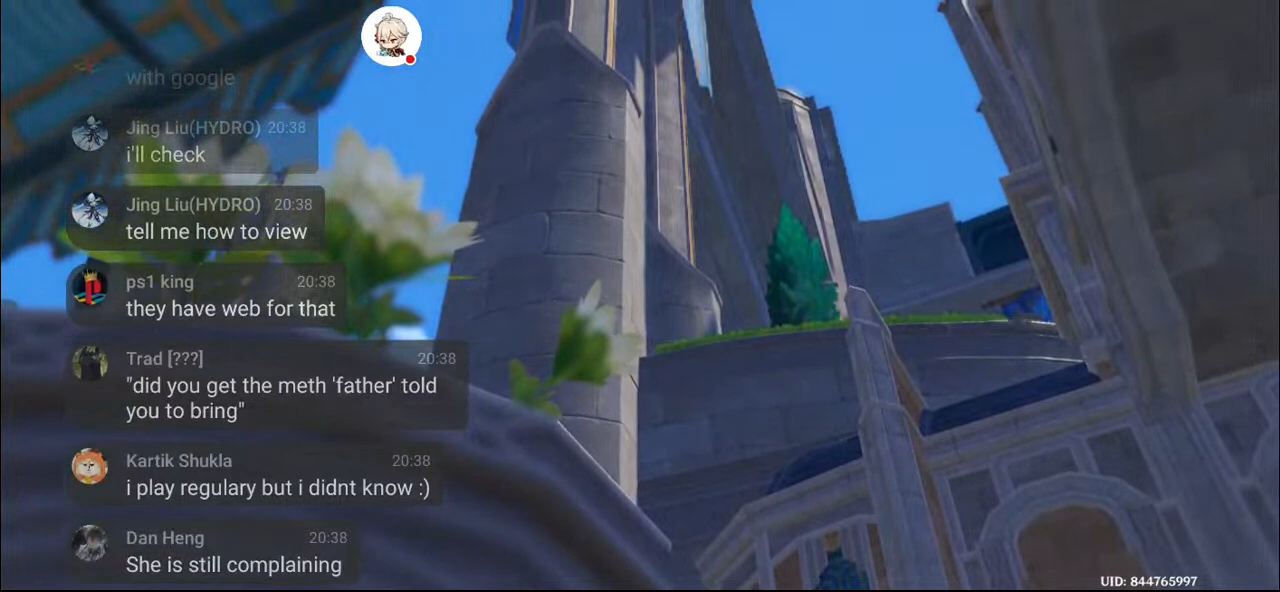 with google
Jing Liu(HYDRO) 20:38
i'll check
Jing Liu(HYDRO) 20:38
tell me how to view
ps1 king 20:38
they have web for that
Trad [???] 20:38
"did you get the meth 'father' told
you to bring"
Kartik Shukla 20:38
i play regulary but i didnt know :)
Dan Heng 20:38
She is still complaining
UID: 844765997